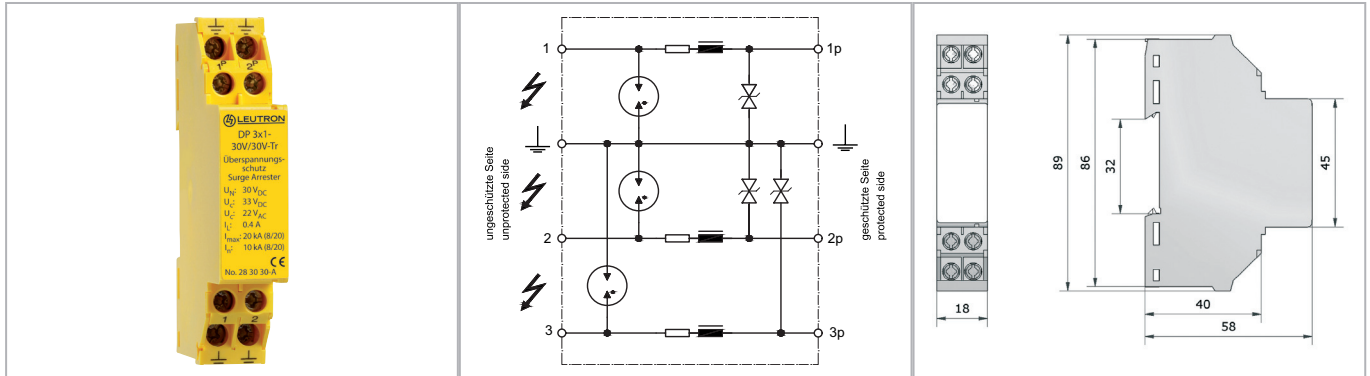 1P 2P
LEUTRON
DP 3x1-
30V/30V-Tr
Überspannungs-
schutz
Surge Arrester
UN: 30 VDC
Uc: 33 VDC
Uc: 22 VAC
IL: 0.4 A
Imax: 20 kA (8/20)
In: 10 kA (8/20)
CE
No. 28 30 30-A
1 2
1 1p
ungeschützte Seite
unprotected side
geschützte Seite
protected side
2 2p
3 3p
18
89
86
32
45
40
58